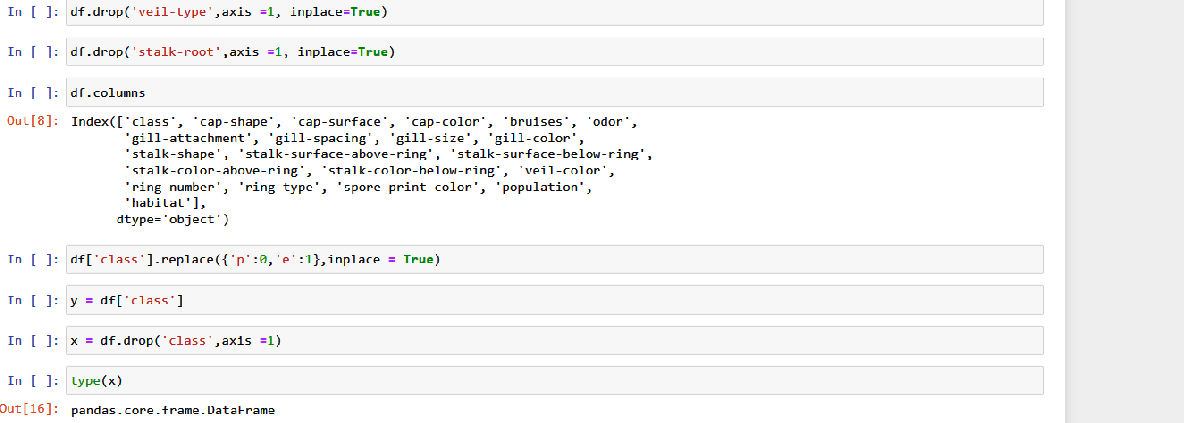 In [ ]: df.drop('veil-type',axis =1, inplace=True)
In [ ]: df.drop('stalk-root',axis =1, inplace=True)
In [ ]: df.columns
Out[8]: Index(['class', 'cap-shape', 'cap-surface', 'cap-color', 'bruises', 'odor',
'gill-attachment', 'gill-spacing', 'gill-size', 'gill-color',
'stalk-shape', 'stalk-surface-above-ring', 'stalk-surface-below-ring',
'stalk-color-above-ring', 'stalk-color-below-ring', 'veil-color',
'ring-number', 'ring-type', 'spore-print-color', 'population',
'habitat'],
dtype='object')
In [ ]: df['class'].replace({'p':0,'e':1},inplace = True)
In [ ]: y = df['class']
In [ ]: x = df.drop('class',axis =1)
In [ ]: type(x)
Out[16]: pandas.core.frame.DataFrame